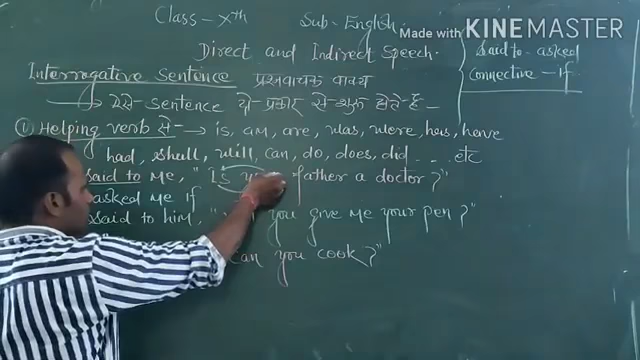 Class - Xth Sub - English.
Made with KINEMASTER
Direct and Indirect Speech.
said to - asked
connective - if
Interrogative Sentence प्रश्नवाचक वाक्य
→ ऐसे Sentence दो प्रकार से शुरू होते हैं -
① Helping verb से - → is, am, are, was, were, has, have
had, shall, will, can, do, does, did ... etc
said to me, " Is father a doctor ?"
asked me if
said to him, " you give me your pen ?"
can you cook ?"